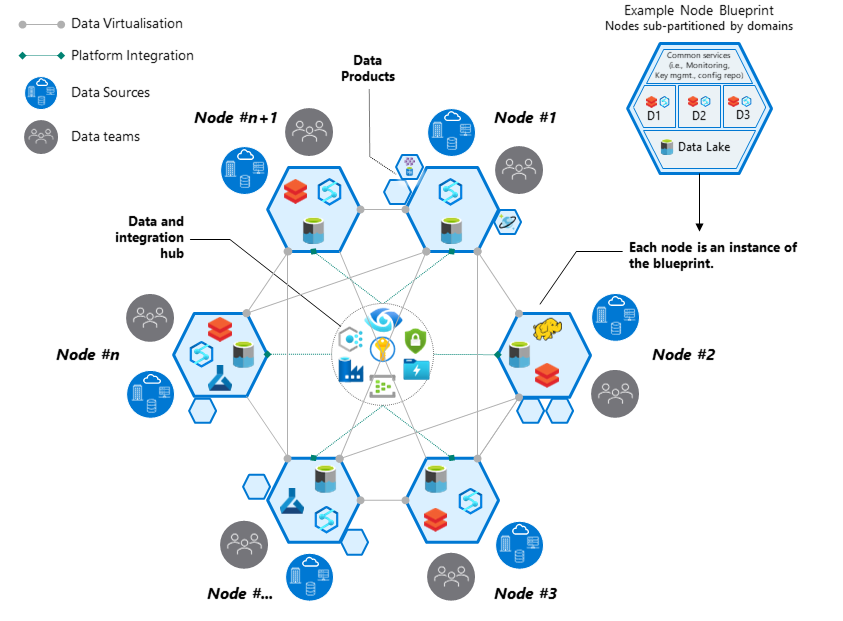 Data Virtualisation
Platform Integration
Data Sources
Data teams
Example Node Blueprint
Nodes sub-partitioned by domains
Common services
(i.e., Monitoring,
Key mgmt., config repo)
D1
D2
D3
Data Lake
Each node is an instance of
the blueprint.
Data
Products
Node #n+1
Node #1
Data and
integration
hub
Node #n
Node #2
Node #...
Node #3